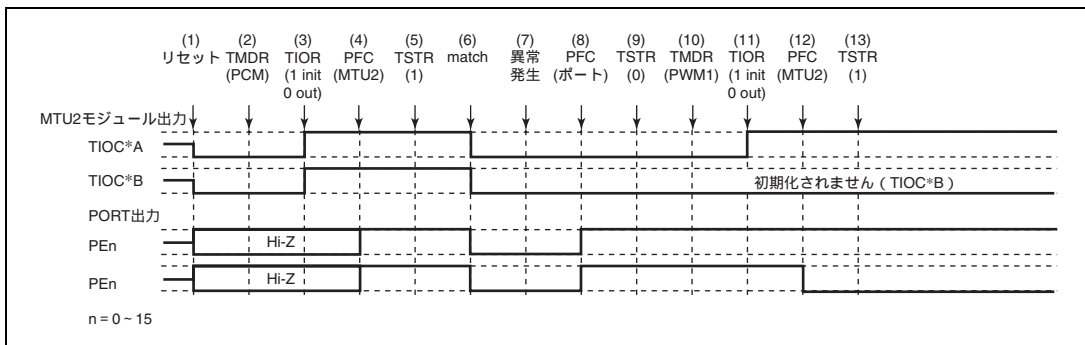 (1) (2) (3) (4) (5) (6) (7) (8) (9) (10) (11) (12) (13)
リセット TMDR TIOR PFC TSTR match 異常 PFC TSTR TMDR TIOR PFC TSTR
(PCM) (1 init (MTU2) (1) 発生 (ポート) (0) (PWM1) (1 init (MTU2) (1)
0 out) 0 out)
MTU2モジュール出力
TIOC*A
TIOC*B 初期化されません ( TIOC*B )
PORT出力
PEn Hi-Z
PEn Hi-Z
n = 0 ~ 15